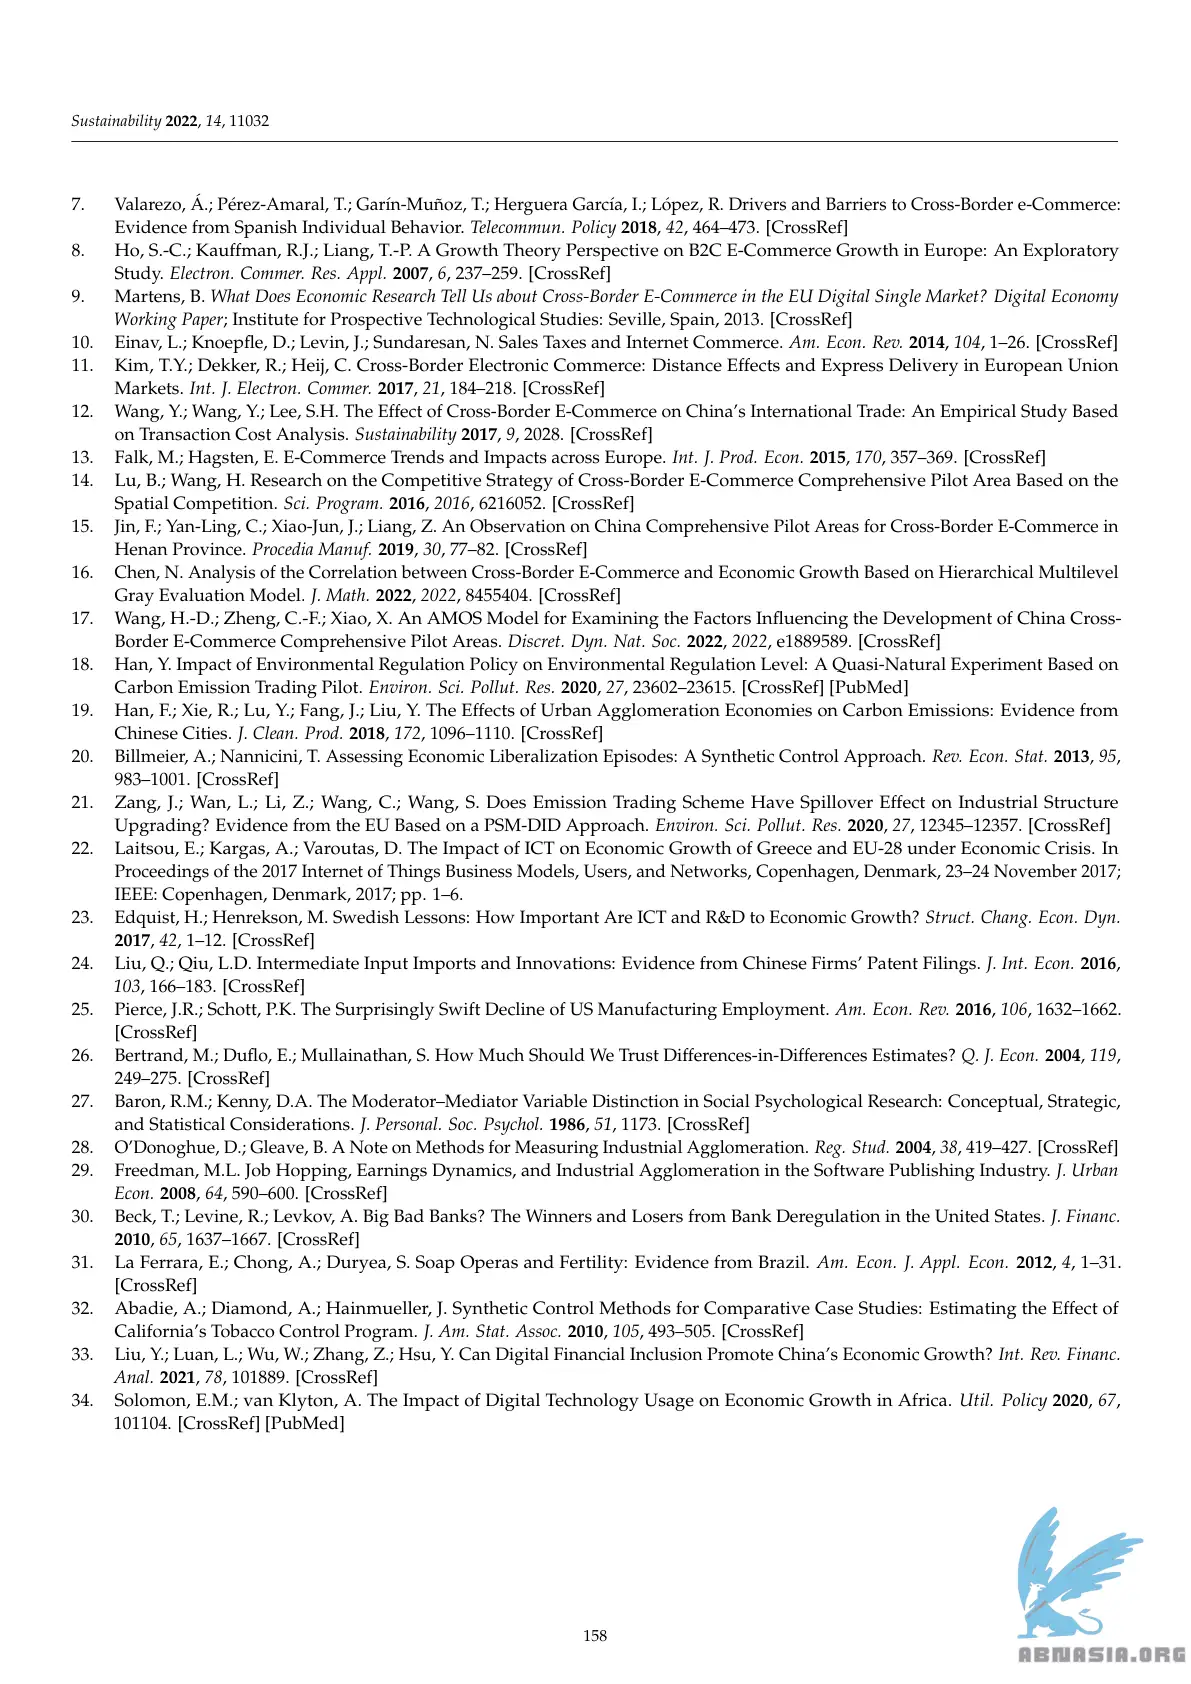 Sustainability 2022, 14, 11032
7. Valarezo, Á.; Pérez-Amaral, T.; Garín-Muñoz, T.; Herguera García, I.; López, R. Drivers and Barriers to Cross-Border e-Commerce:
Evidence from Spanish Individual Behavior. Telecommun. Policy 2018, 42, 464–473. [CrossRef]
8. Ho, S.-C.; Kauffman, R.J.; Liang, T.-P. A Growth Theory Perspective on B2C E-Commerce Growth in Europe: An Exploratory
Study. Electron. Commer. Res. Appl. 2007, 6, 237–259. [CrossRef]
9. Martens, B. What Does Economic Research Tell Us about Cross-Border E-Commerce in the EU Digital Single Market? Digital Economy
Working Paper; Institute for Prospective Technological Studies: Seville, Spain, 2013. [CrossRef]
10. Einav, L.; Knoepfle, D.; Levin, J.; Sundaresan, N. Sales Taxes and Internet Commerce. Am. Econ. Rev. 2014, 104, 1–26. [CrossRef]
11. Kim, T.Y.; Dekker, R.; Heij, C. Cross-Border Electronic Commerce: Distance Effects and Express Delivery in European Union
Markets. Int. J. Electron. Commer. 2017, 21, 184–218. [CrossRef]
12. Wang, Y.; Wang, Y.; Lee, S.H. The Effect of Cross-Border E-Commerce on China's International Trade: An Empirical Study Based
on Transaction Cost Analysis. Sustainability 2017, 9, 2028. [CrossRef]
13. Falk, M.; Hagsten, E. E-Commerce Trends and Impacts across Europe. Int. J. Prod. Econ. 2015, 170, 357–369. [CrossRef]
14. Lu, B.; Wang, H. Research on the Competitive Strategy of Cross-Border E-Commerce Comprehensive Pilot Area Based on the
Spatial Competition. Sci. Program. 2016, 2016, 6216052. [CrossRef]
15. Jin, F.; Yan-Ling, C.; Xiao-Jun, J.; Liang, Z. An Observation on China Comprehensive Pilot Areas for Cross-Border E-Commerce in
Henan Province. Procedia Manuf. 2019, 30, 77–82. [CrossRef]
16. Chen, N. Analysis of the Correlation between Cross-Border E-Commerce and Economic Growth Based on Hierarchical Multilevel
Gray Evaluation Model. J. Math. 2022, 2022, 8455404. [CrossRef]
17. Wang, H.-D.; Zheng, C.-F.; Xiao, X. An AMOS Model for Examining the Factors Influencing the Development of China Cross-
Border E-Commerce Comprehensive Pilot Areas. Discret. Dyn. Nat. Soc. 2022, 2022, e1889589. [CrossRef]
18. Han, Y. Impact of Environmental Regulation Policy on Environmental Regulation Level: A Quasi-Natural Experiment Based on
Carbon Emission Trading Pilot. Environ. Sci. Pollut. Res. 2020, 27, 23602–23615. [CrossRef] [PubMed]
19. Han, F.; Xie, R.; Lu, Y.; Fang, J.; Liu, Y. The Effects of Urban Agglomeration Economies on Carbon Emissions: Evidence from
Chinese Cities. J. Clean. Prod. 2018, 172, 1096–1110. [CrossRef]
20. Billmeier, A.; Nannicini, T. Assessing Economic Liberalization Episodes: A Synthetic Control Approach. Rev. Econ. Stat. 2013, 95,
983–1001. [CrossRef]
21. Zang, J.; Wan, L.; Li, Z.; Wang, C.; Wang, S. Does Emission Trading Scheme Have Spillover Effect on Industrial Structure
Upgrading? Evidence from the EU Based on a PSM-DID Approach. Environ. Sci. Pollut. Res. 2020, 27, 12345–12357. [CrossRef]
22. Laitsou, E.; Kargas, A.; Varoutas, D. The Impact of ICT on Economic Growth of Greece and EU-28 under Economic Crisis. In
Proceedings of the 2017 Internet of Things Business Models, Users, and Networks, Copenhagen, Denmark, 23–24 November 2017;
IEEE: Copenhagen, Denmark, 2017; pp. 1–6.
23. Edquist, H.; Henrekson, M. Swedish Lessons: How Important Are ICT and R&D to Economic Growth? Struct. Chang. Econ. Dyn.
2017, 42, 1–12. [CrossRef]
24. Liu, Q.; Qiu, L.D. Intermediate Input Imports and Innovations: Evidence from Chinese Firms' Patent Filings. J. Int. Econ. 2016,
103, 166–183. [CrossRef]
25. Pierce, J.R.; Schott, P.K. The Surprisingly Swift Decline of US Manufacturing Employment. Am. Econ. Rev. 2016, 106, 1632–1662.
[CrossRef]
26. Bertrand, M.; Duflo, E.; Mullainathan, S. How Much Should We Trust Differences-in-Differences Estimates? Q. J. Econ. 2004, 119,
249–275. [CrossRef]
27. Baron, R.M.; Kenny, D.A. The Moderator–Mediator Variable Distinction in Social Psychological Research: Conceptual, Strategic,
and Statistical Considerations. J. Personal. Soc. Psychol. 1986, 51, 1173. [CrossRef]
28. O'Donoghue, D.; Gleave, B. A Note on Methods for Measuring Industnial Agglomeration. Reg. Stud. 2004, 38, 419–427. [CrossRef]
29. Freedman, M.L. Job Hopping, Earnings Dynamics, and Industrial Agglomeration in the Software Publishing Industry. J. Urban
Econ. 2008, 64, 590–600. [CrossRef]
30. Beck, T.; Levine, R.; Levkov, A. Big Bad Banks? The Winners and Losers from Bank Deregulation in the United States. J. Financ.
2010, 65, 1637–1667. [CrossRef]
31. La Ferrara, E.; Chong, A.; Duryea, S. Soap Operas and Fertility: Evidence from Brazil. Am. Econ. J. Appl. Econ. 2012, 4, 1–31.
[CrossRef]
32. Abadie, A.; Diamond, A.; Hainmueller, J. Synthetic Control Methods for Comparative Case Studies: Estimating the Effect of
California's Tobacco Control Program. J. Am. Stat. Assoc. 2010, 105, 493–505. [CrossRef]
33. Liu, Y.; Luan, L.; Wu, W.; Zhang, Z.; Hsu, Y. Can Digital Financial Inclusion Promote China's Economic Growth? Int. Rev. Financ.
Anal. 2021, 78, 101889. [CrossRef]
34. Solomon, E.M.; van Klyton, A. The Impact of Digital Technology Usage on Economic Growth in Africa. Util. Policy 2020, 67,
101104. [CrossRef] [PubMed]
158
ABNASIA.ORG